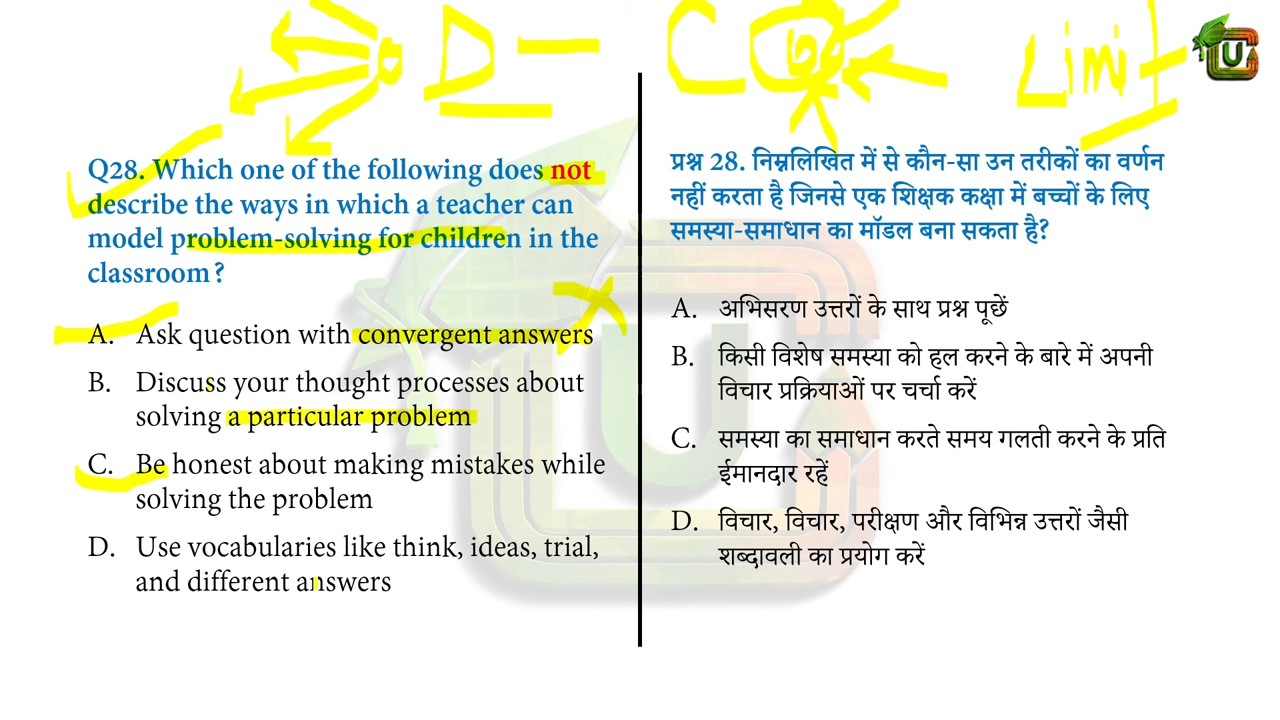 D - CO Limit
U
Q28. Which one of the following does not
describe the ways in which a teacher can
model problem-solving for children in the
classroom?
A. Ask question with convergent answers
B. Discuss your thought processes about
solving a particular problem
C. Be honest about making mistakes while
solving the problem
D. Use vocabularies like think, ideas, trial,
and different answers
प्रश्न 28. निम्नलिखित में से कौन-सा उन तरीकों का वर्णन
नहीं करता है जिनसे एक शिक्षक कक्षा में बच्चों के लिए
समस्या-समाधान का मॉडल बना सकता है?
A. अभिसरण उत्तरों के साथ प्रश्न पूछें
B. किसी विशेष समस्या को हल करने के बारे में अपनी
विचार प्रक्रियाओं पर चर्चा करें
C. समस्या का समाधान करते समय गलती करने के प्रति
ईमानदार रहें
D. विचार, विचार, परीक्षण और विभिन्न उत्तरों जैसी
शब्दावली का प्रयोग करें